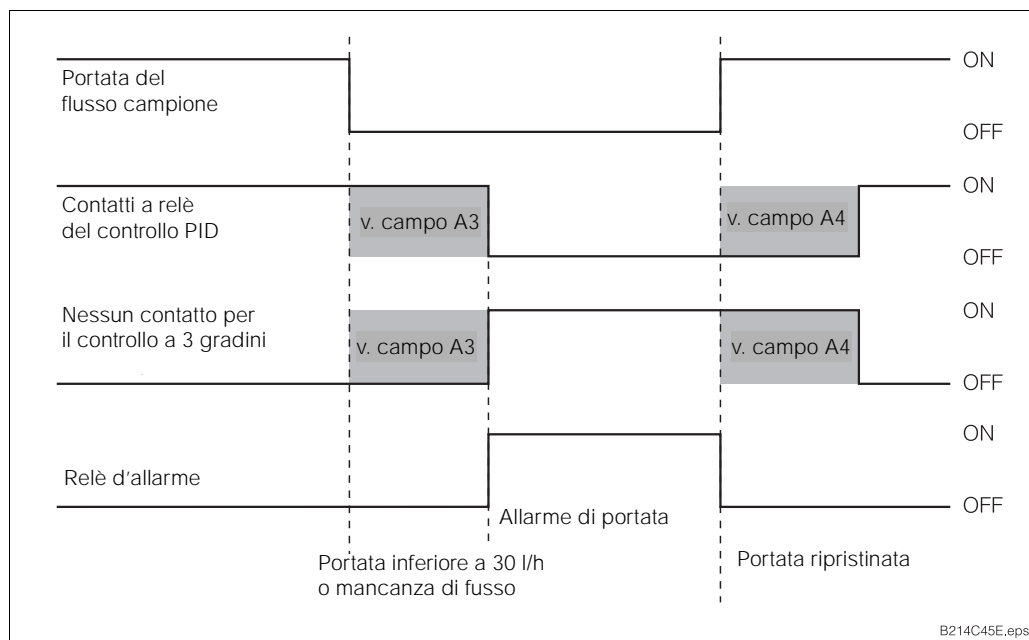 Portata del
flusso campione
ON
OFF
Contatti a relè
del controllo PID
v. campo A3
v. campo A4
ON
OFF
Nessun contatto per
il controllo a 3 gradini
v. campo A3
v. campo A4
ON
OFF
Relè d'allarme
ON
OFF
Allarme di portata
Portata inferiore a 30 l/h
o mancanza di fusso
Portata ripristinata
B214C45E.eps